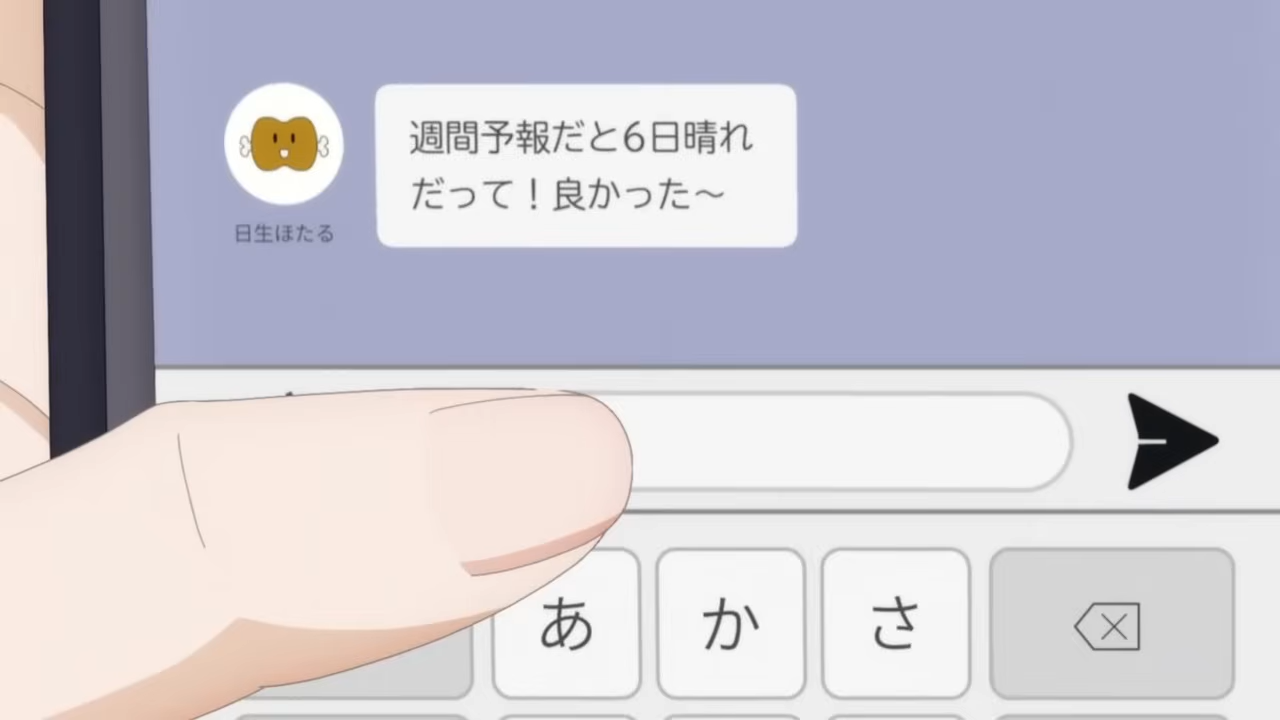 週間予報だと6日晴れ
だって！良かった～
日生ほたる
あ
か
さ